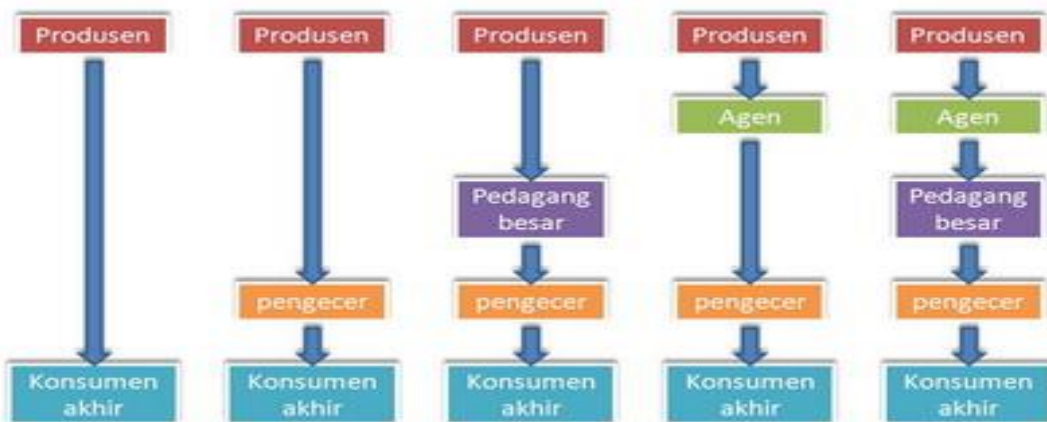 Produsen
Produsen
Produsen
Produsen
Produsen
Agen
Agen
Pedagang
besar
Pedagang
besar
pengecer
pengecer
pengecer
pengecer
Konsumen
akhir
Konsumen
akhir
Konsumen
akhir
Konsumen
akhir
Konsumen
akhir